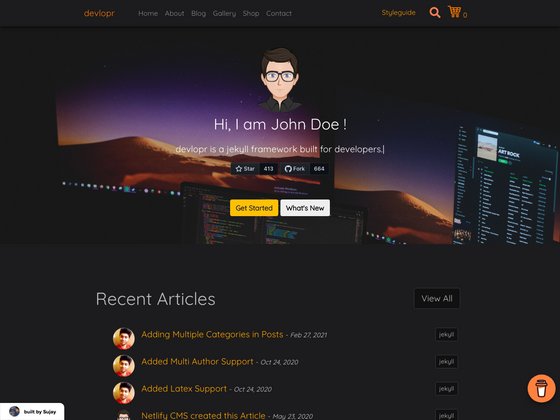 devlopr Home About Blog Gallery Shop Contact Styleguide 0
ART ROCK
Hi, I am John Doe !
devlopr is a jekyll framework built for developers.|
Star 413 Fork 664
Get Started What's New
Recent Articles View All
Adding Multiple Categories in Posts - Feb 27, 2021 jekyll
Added Multi Author Support - Oct 24, 2020 jekyll
Added Latex Support - Oct 24, 2020 jekyll
Netlify CMS created this Article - May 23, 2020 jekyll
built by Sujay